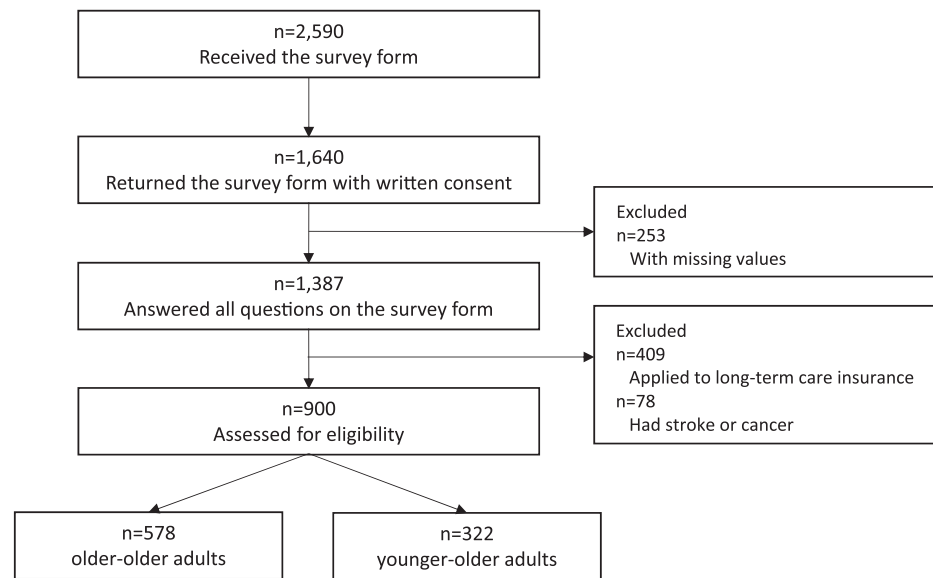 n=2,590
Received the survey form
n=1,640
Returned the survey form with written consent
Excluded
n=253
With missing values
n=1,387
Answered all questions on the survey form
Excluded
n=409
Applied to long-term care insurance
n=78
Had stroke or cancer
n=900
Assessed for eligibility
n=578
older-older adults
n=322
younger-older adults